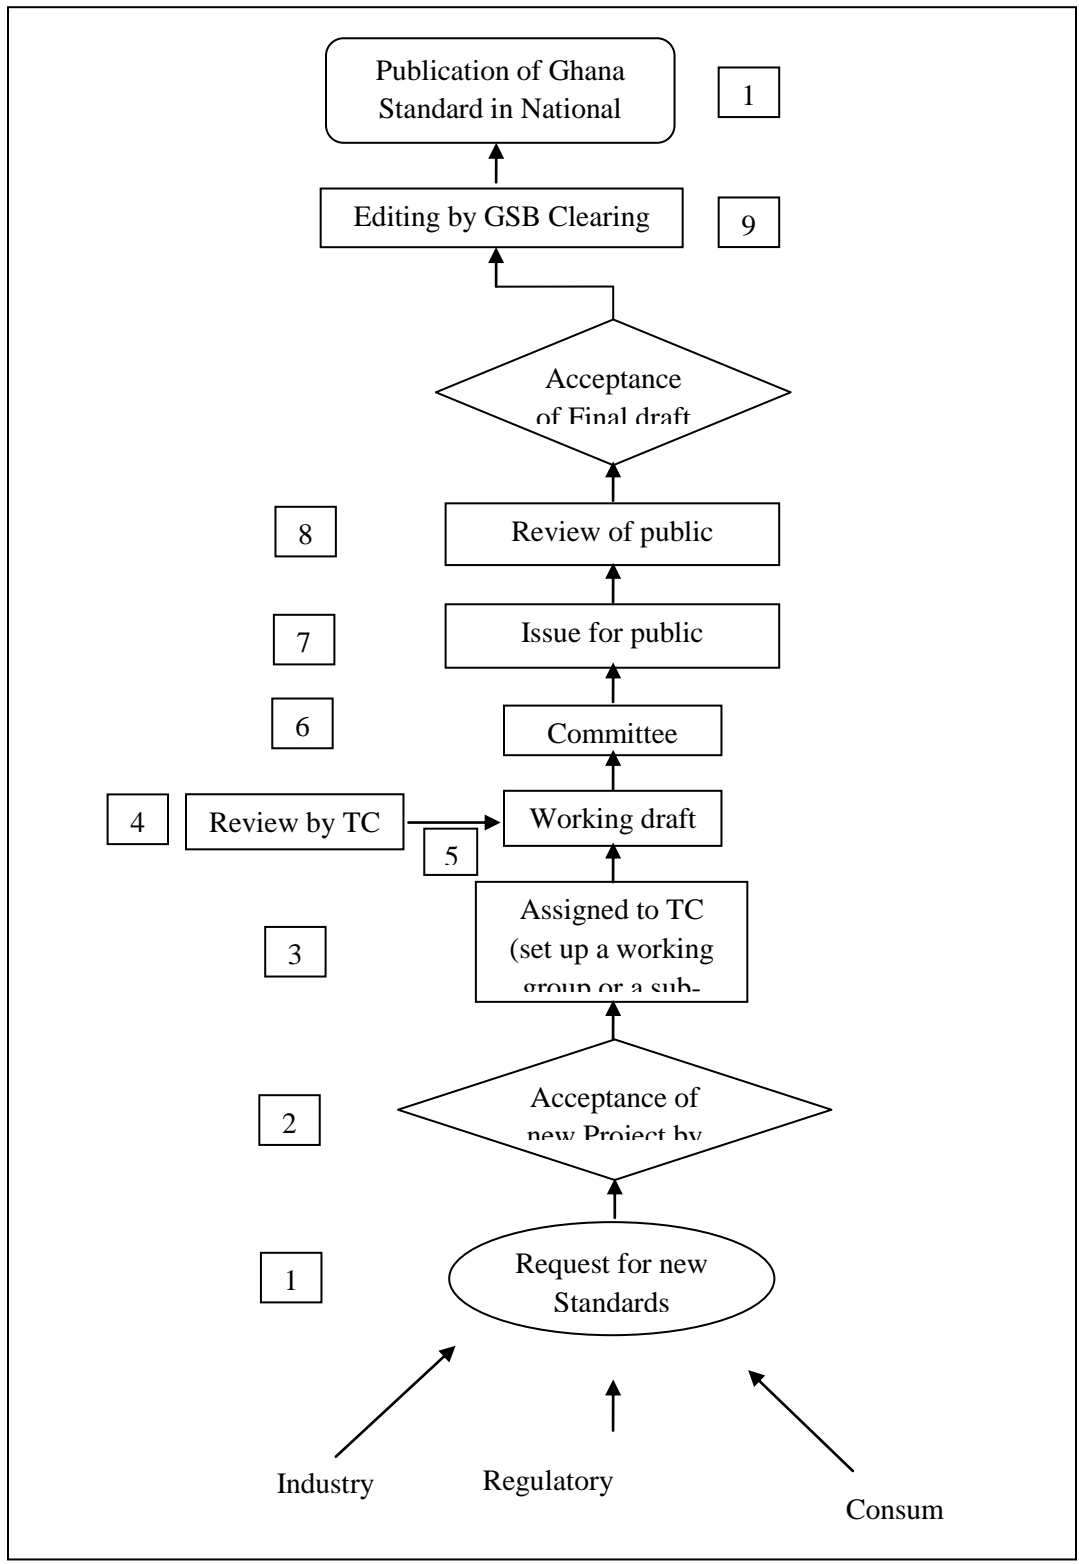 Publication of Ghana
Standard in National
1
Editing by GSB Clearing
9
Acceptance
of Final draft
8
Review of public
7
Issue for public
6
Committee
4
Review by TC
5
Working draft
3
Assigned to TC
(set up a working
group or a sub-
2
Acceptance of
new Project by
1
Request for new
Standards
Industry
Regulatory
Consum